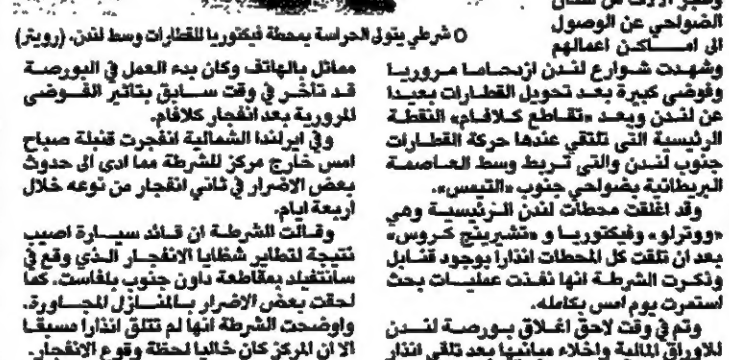 الضواحي عن الوصول
الى امـــــاكـــن اعمالهم
○ شرطي يتولى الحراسة بمحطة فيكتوريا للقطارات وسط لندن. (رويتر)
وشهدت شوارع لندن ازدحاما مروريا
وفوضى كبيرة بعد تحويل القطارات بعيدا
عن لندن ويعد «تقاطع كلافام» النقطة
الرئيسية التي تلتقي عندها حركة القطارات
جنوب لندن والتي تربط وسط العاصمة
البريطانية بضواحي جنوب «التيمس».
وقد اغلقت محطات لندن الرئيسية وهي
«ووترلو» وفيكتوريا و «تشيرينج كروس»
بعد ان تلقت كل المحطات انذارا بوجود قنابل
وذكرت الشرطة انها نفذت عمليات بحث
استمرت يوم امس بكامله.
وتم في وقت لاحق اغلاق بورصة لندن
للاوراق المالية واخلاء مبانيها بعد تلقي انذار
مماثل بالهاتف وكان بدء العمل في البورصة
قد تأخر في وقت سابق بتأثير الفوضى
المرورية بعد انفجار كلافام.
وفي ايرلندا الشمالية انفجرت قنبلة صباح
امس خارج مركز للشرطة مما ادى الى حدوث
بعض الاضرار في ثاني انفجار من نوعه خلال
اربعة ايام.
وقالت الشرطة ان قائد سيارة اصيب
نتيجة لتطاير شظايا الانفجار الذي وقع في
سانتفيلد بمقاطعة داون جنوب بلفاست. كما
لحقت بعض الاضرار بالمنازل المجاورة.
واوضحت الشرطة انها لم تتلق انذارا مسبقا
الا ان المركز كان خاليا لحظة وقوع الانفجار.